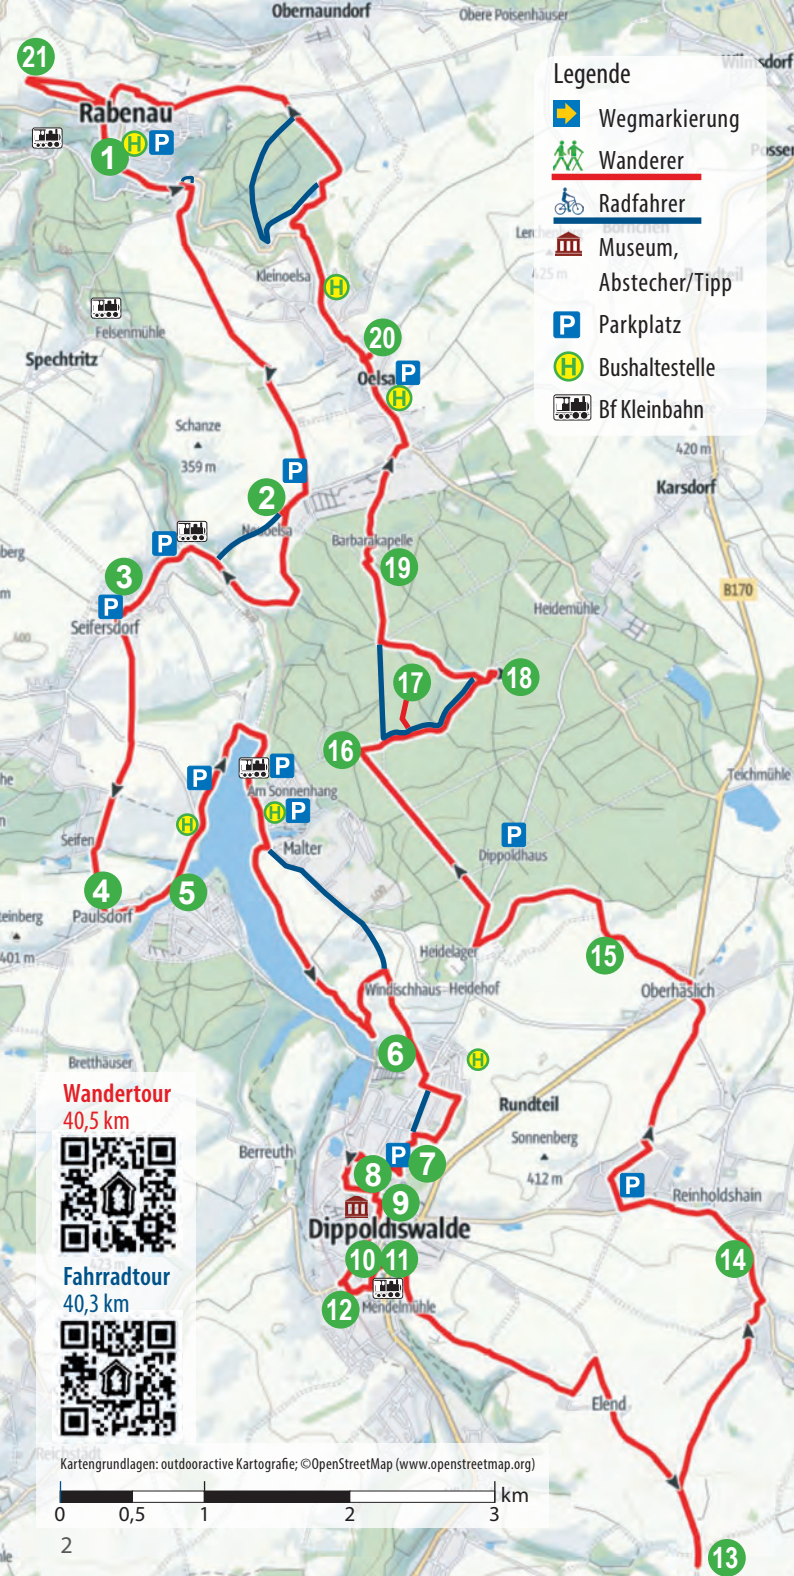 Obernaundorf
Obere Poisenhäuser
21
Wilmsdorf
Legende
Rabenau
Wegmarkierung
H
P
1
Wanderer
Radfahrer
Museum,
Abstecher/Tipp
Kleinoelsa
H
Parkplatz
P
Felsenmühle
Spechtritz
20
H
Bushaltestelle
Oelsa
P
H
Bf Kleinbahn
Schanze
359 m
420 m
P
2
Karsdorf
Barbarakapelle
P
19
3
P
Seifersdorf
B170
Heidemühle
400
17
18
16
P
P
Am Sonnenhang
Teichmühle
H
P
H
P
Seifen
Malter
Dippoldhaus
400
4
5
Paulsdorf
401 m
Heidelager
15
Windischhaus
Heidehof
Oberhäslich
6
H
Bretthäuser
Wandertour
40,5 km
Rundteil
Sonnenberg
412 m
Berreuth
P
7
8
9
P
Reinholdshain
Dippoldiswalde
10
11
14
Fahrradtour
40,3 km
12
Mendelmühle
Elend
Reichstädt
Kartengrundlagen: outdooractive Kartografie; ©OpenStreetMap (www.openstreetmap.org)
km
0
0,5
1
2
3
2
13